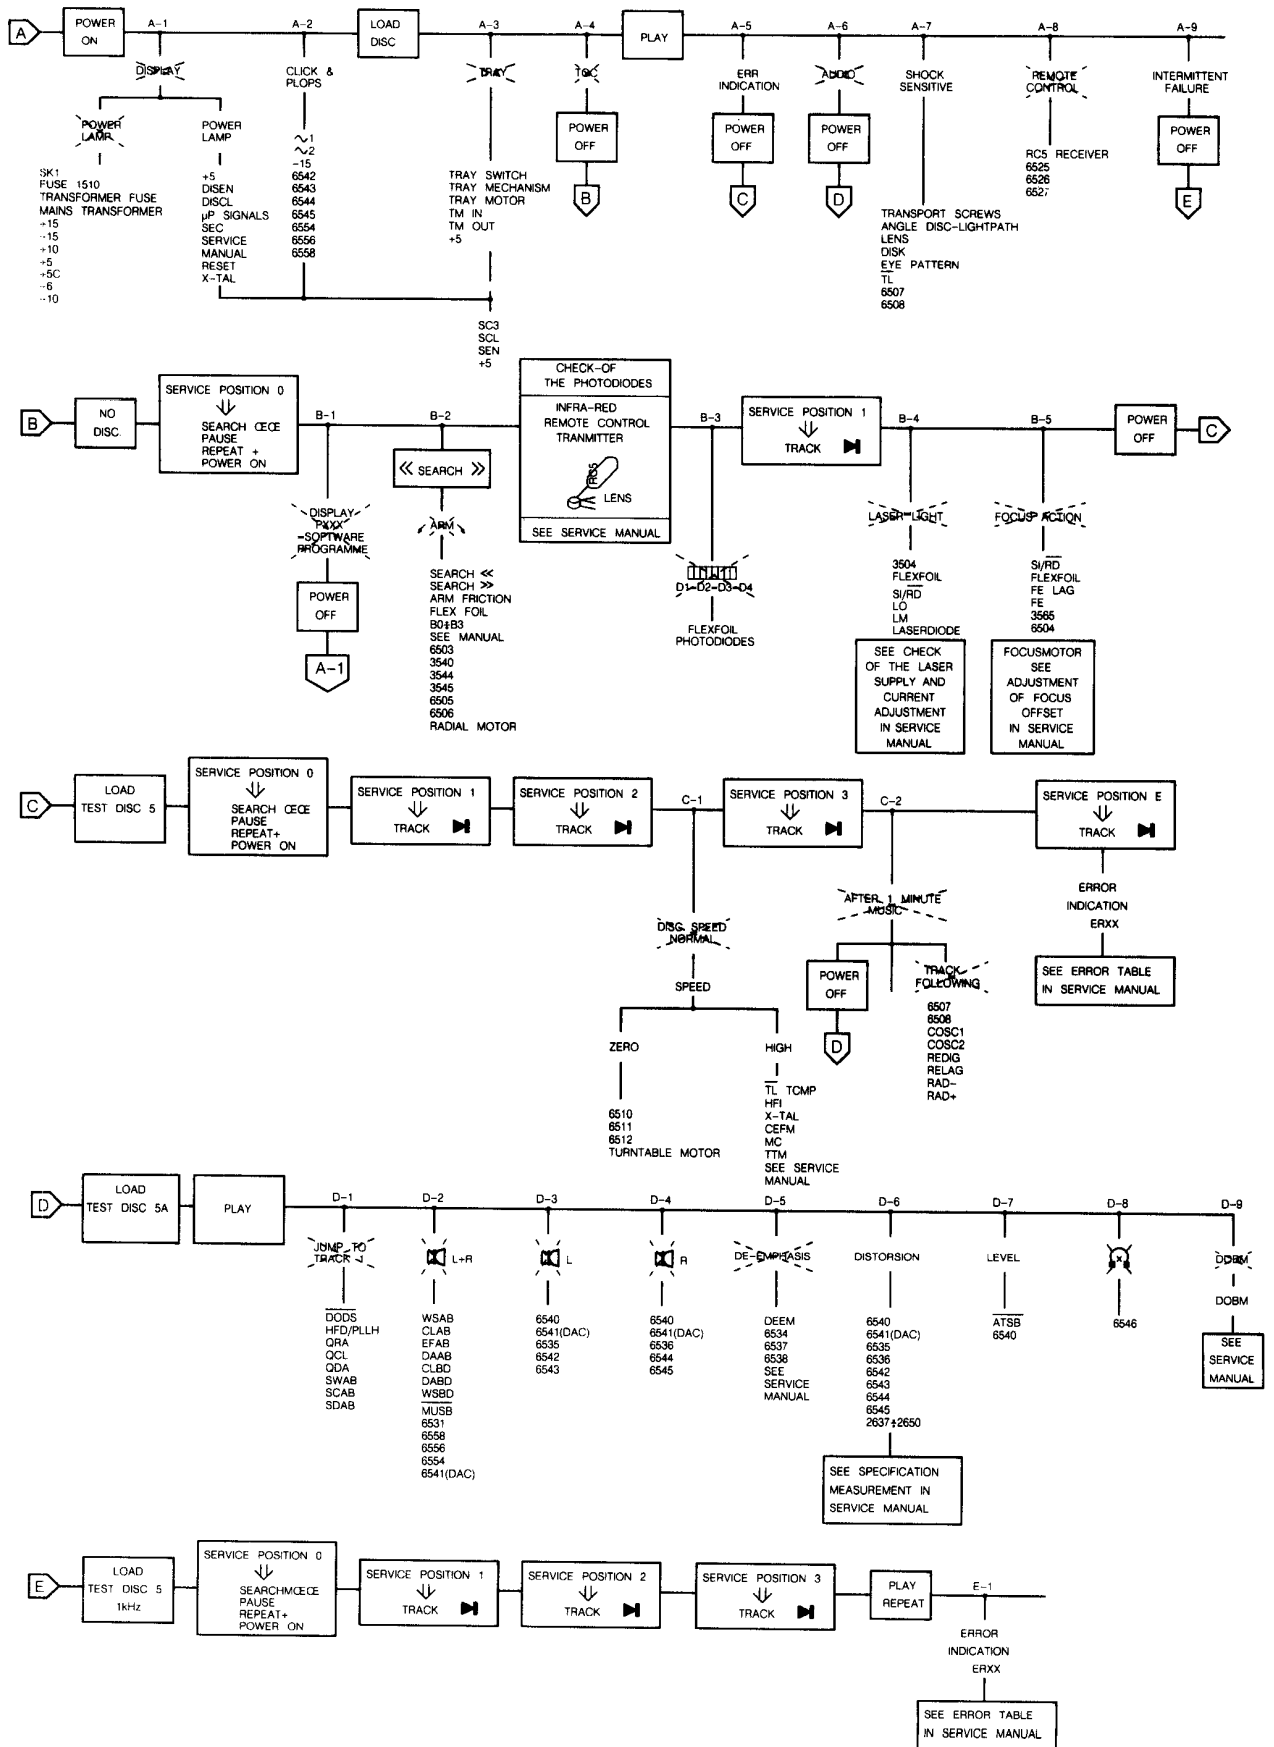 A
POWER
ON
A-1
A-2
LOAD
DISC
A-3
A-4
PLAY
A-5
A-6
A-7
A-8
A-9
DISPLAY
CLICK &
PLOPS
TRAY
TOC
ERR
INDICATION
AUDIO
SHOCK
SENSITIVE
REMOTE
CONTROL
INTERMITTENT
FAILURE
POWER
LAMP
SK1
FUSE 1510
TRANSFORMER FUSE
MAINS TRANSFORMER
+15
-15
+10
+5
+5C
-6
-10
POWER
LAMP
+5
DISEN
DISCL
µP SIGNALS
SEC
SERVICE
MANUAL
RESET
X-TAL
∿1
∿2
-15
6542
6543
6544
6545
6554
6556
6558
TRAY SWITCH
TRAY MECHANISM
TRAY MOTOR
TM IN
TM OUT
+5
SC3
SCL
SEN
+5
POWER
OFF
B
POWER
OFF
C
POWER
OFF
D
TRANSPORT SCREWS
ANGLE DISC-LIGHTPATH
LENS
DISK
EYE PATTERN
TL
6507
6508
RC5 RECEIVER
6525
6526
6527
POWER
OFF
E
B
NO
DISC.
SERVICE POSITION 0
⇓
SEARCH ŒŒ
PAUSE
REPEAT +
POWER ON
B-1
DISPLAY
PXXX
=SOFTWARE
PROGRAMME
POWER
OFF
A-1
B-2
≪ SEARCH ≫
ARM
SEARCH ≪
SEARCH ≫
ARM FRICTION
FLEX FOIL
B0÷B3
SEE MANUAL
6503
3540
3544
3545
6505
6506
RADIAL MOTOR
CHECK-OF
THE PHOTODIODES
INFRA-RED
REMOTE CONTROL
TRANMITTER
RC5
LENS
SEE SERVICE MANUAL
B-3
D1-D2-D3-D4
FLEXFOIL
PHOTODIODES
SERVICE POSITION 1
⇓
TRACK
B-4
LASER-LIGHT
3504
FLEXFOIL
SI/RD
LO
LM
LASERDIODE
SEE CHECK
OF THE LASER
SUPPLY AND
CURRENT
ADJUSTMENT
IN SERVICE
MANUAL
B-5
FOCUS ACTION
SI/RD
FLEXFOIL
FE LAG
FE
3565
6504
FOCUSMOTOR
SEE
ADJUSTMENT
OF FOCUS
OFFSET
IN SERVICE
MANUAL
POWER
OFF
C
C
LOAD
TEST DISC 5
SERVICE POSITION 0
⇓
SEARCH ŒŒ
PAUSE
REPEAT+
POWER ON
SERVICE POSITION 1
⇓
TRACK
SERVICE POSITION 2
⇓
TRACK
C-1
DISC. SPEED
NORMAL
SPEED
ZERO
6510
6511
6512
TURNTABLE MOTOR
HIGH
TL TCMP
HFI
X-TAL
CEFM
MC
TTM
SEE SERVICE
MANUAL
SERVICE POSITION 3
⇓
TRACK
C-2
AFTER 1 MINUTE
MUSIC
POWER
OFF
D
TRACK
FOLLOWING
6507
6508
COSC1
COSC2
REDIG
RELAG
RAD-
RAD+
SERVICE POSITION E
⇓
TRACK
ERROR
INDICATION
ERXX
SEE ERROR TABLE
IN SERVICE MANUAL
D
LOAD
TEST DISC 5A
PLAY
D-1
JUMP TO
TRACK
DODS
HFD/PLLH
QRA
QCL
QDA
SWAB
SCAB
SDAB
D-2
L+R
WSAB
CLAB
EFAB
DAAB
CLBD
DABD
WSBD
MUSB
6531
6558
6556
6554
6541(DAC)
D-3
L
6540
6541(DAC)
6535
6542
6543
D-4
R
6540
6541(DAC)
6536
6544
6545
D-5
DE-EMPHASIS
DEEM
6534
6537
6538
SEE
SERVICE
MANUAL
D-6
DISTORSION
6540
6541(DAC)
6535
6536
6542
6543
6544
6545
2637÷2650
SEE SPECIFICATION
MEASUREMENT IN
SERVICE MANUAL
D-7
LEVEL
ATSB
6540
D-8
6546
D-9
DOBM
DOBM
SEE
SERVICE
MANUAL
E
LOAD
TEST DISC 5
1kHz
SERVICE POSITION 0
⇓
SEARCHMŒŒ
PAUSE
REPEAT+
POWER ON
SERVICE POSITION 1
⇓
TRACK
SERVICE POSITION 2
⇓
TRACK
SERVICE POSITION 3
⇓
TRACK
PLAY
REPEAT
E-1
ERROR
INDICATION
ERXX
SEE ERROR TABLE
IN SERVICE MANUAL